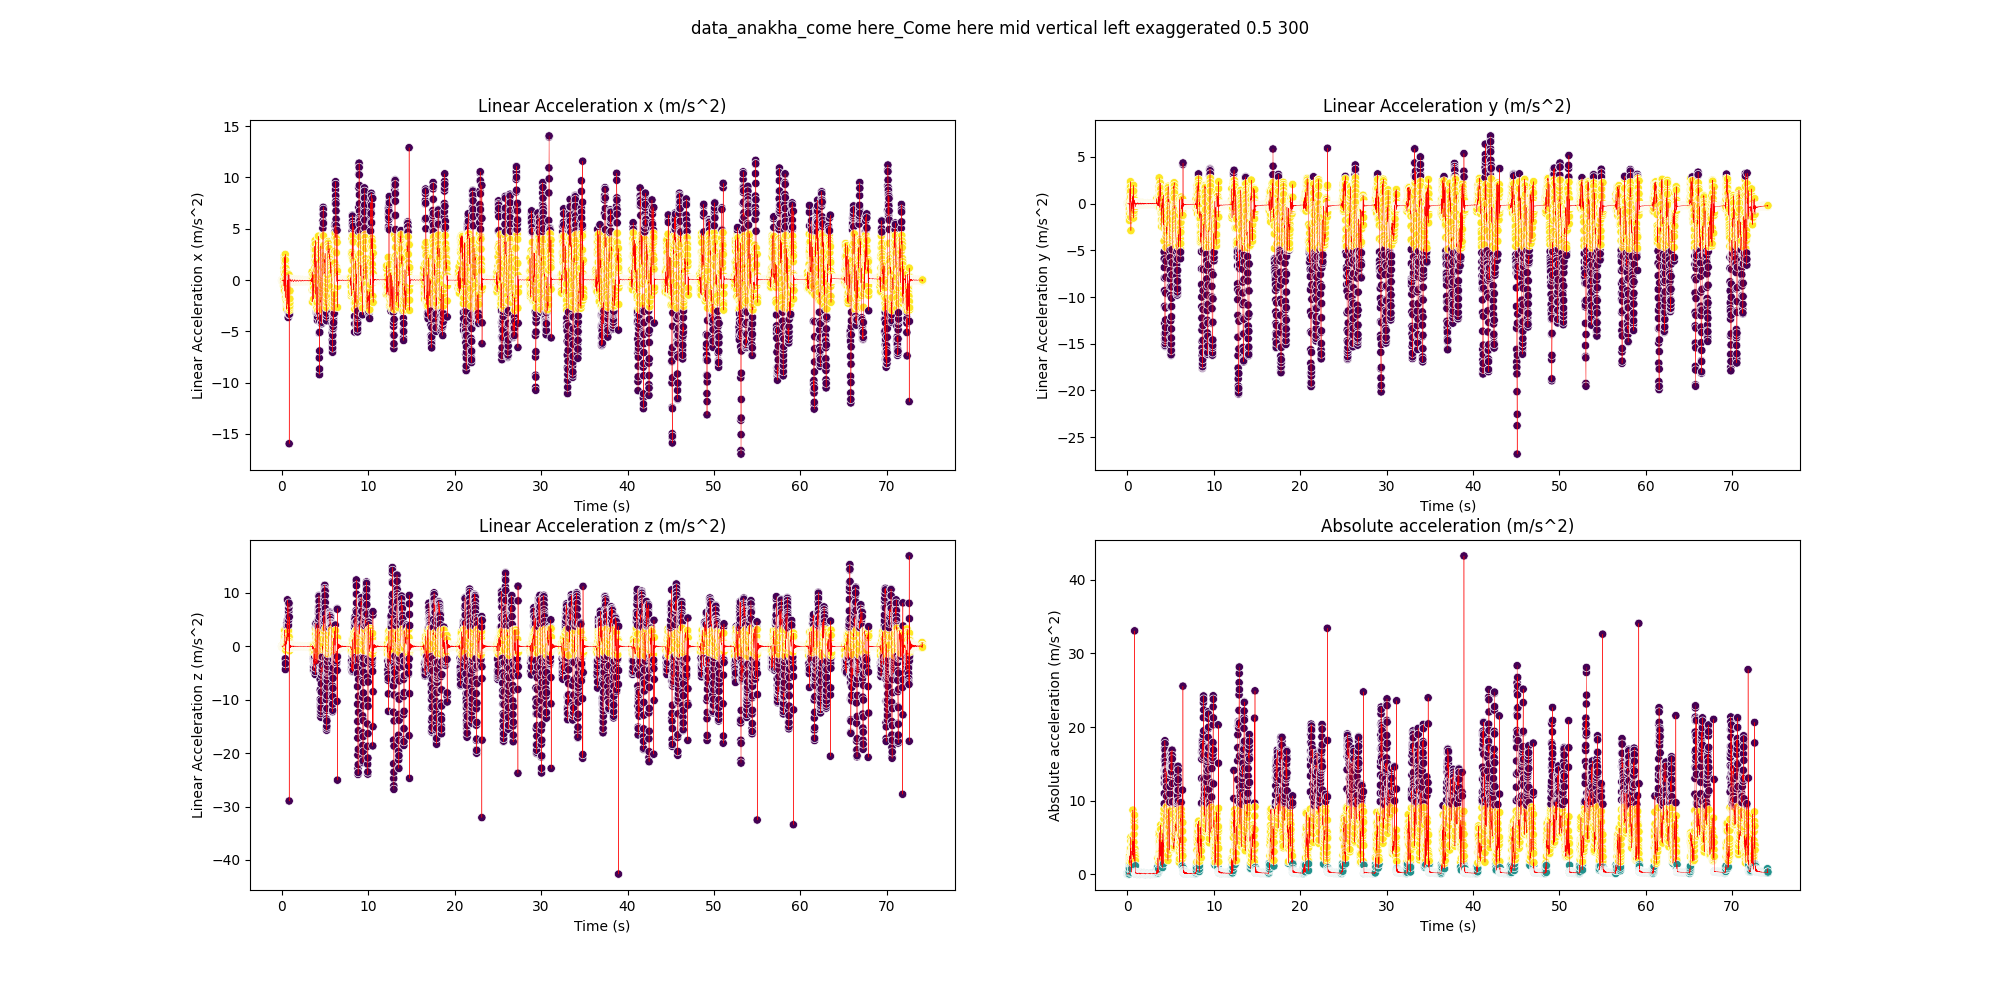 data_anakha_come here_Come here mid vertical left exaggerated 0.5 300
Linear Acceleration x (m/s^2)
Linear Acceleration x (m/s^2)
15
10
5
0
−5
−10
−15
0 10 20 30 40 50 60 70
Time (s)
Linear Acceleration y (m/s^2)
Linear Acceleration y (m/s^2)
5
0
−5
−10
−15
−20
−25
0 10 20 30 40 50 60 70
Time (s)
Linear Acceleration z (m/s^2)
Linear Acceleration z (m/s^2)
10
0
−10
−20
−30
−40
0 10 20 30 40 50 60 70
Time (s)
Absolute acceleration (m/s^2)
Absolute acceleration (m/s^2)
40
30
20
10
0
0 10 20 30 40 50 60 70
Time (s)